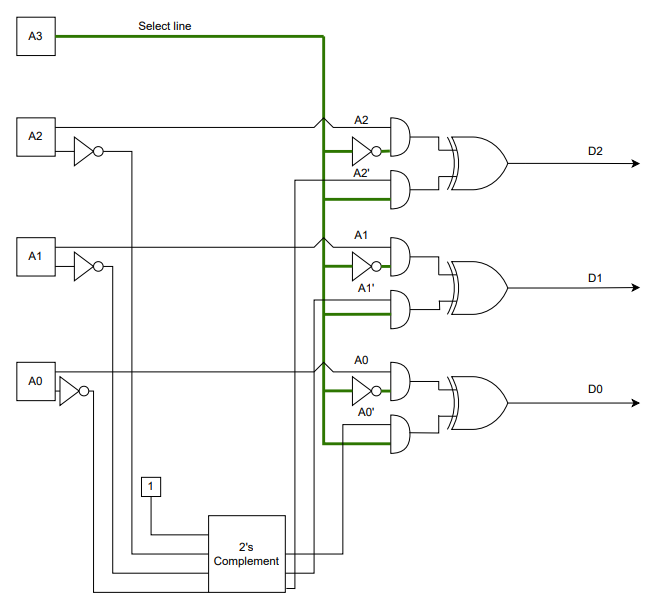 A3
Select line
A2
A2
A2'
D2
A1
A1
A1'
D1
A0
A0
A0'
D0
1
2's
Complement